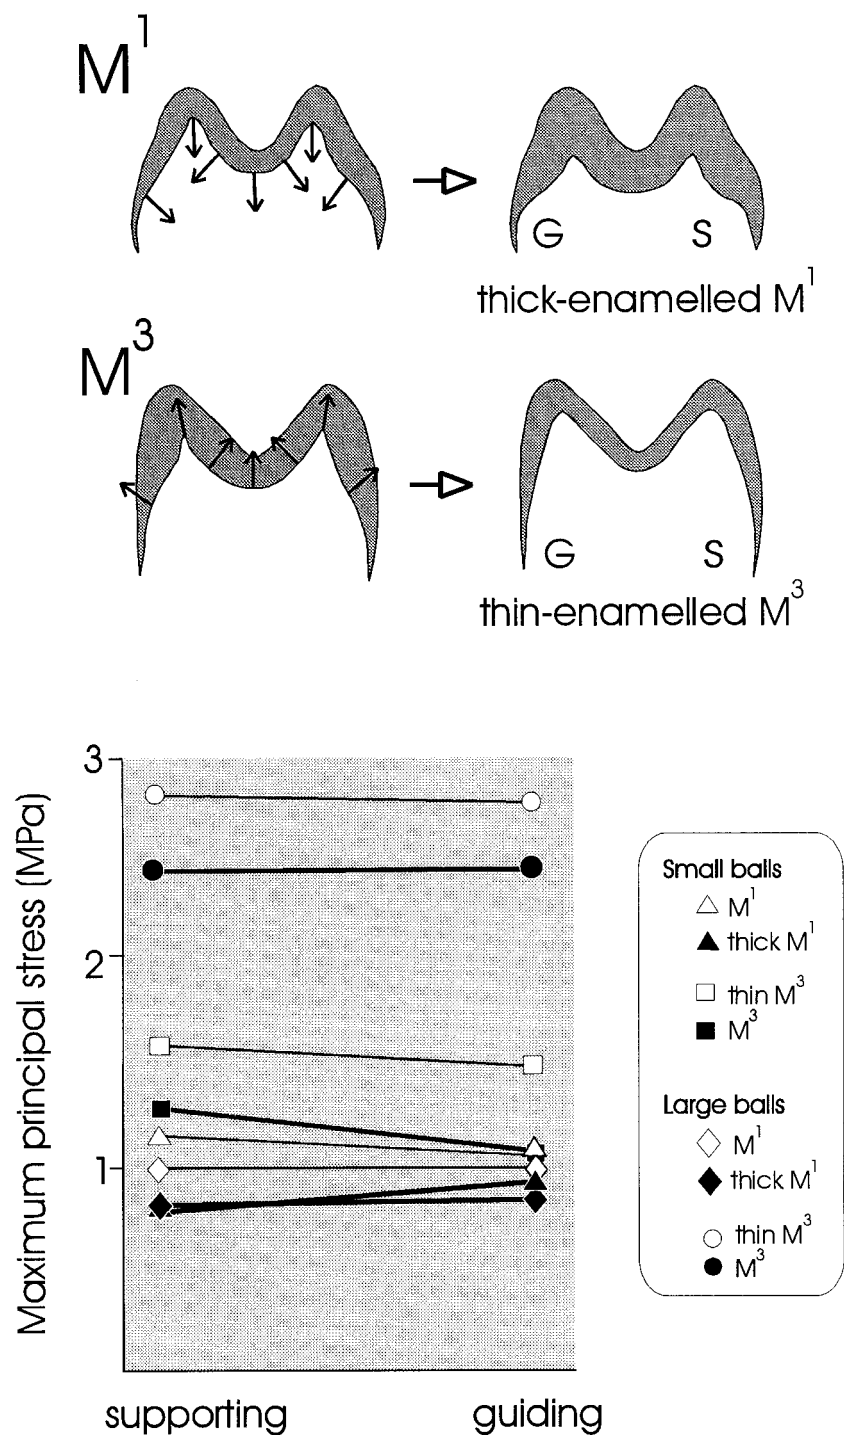 M¹
G S
thick-enamelled M¹
M³
G S
thin-enamelled M³
Maximum principal stress (MPa)
3
2
1
supporting guiding
Small balls
M¹
thick M¹
thin M³
M³
Large balls
M¹
thick M¹
thin M³
M³